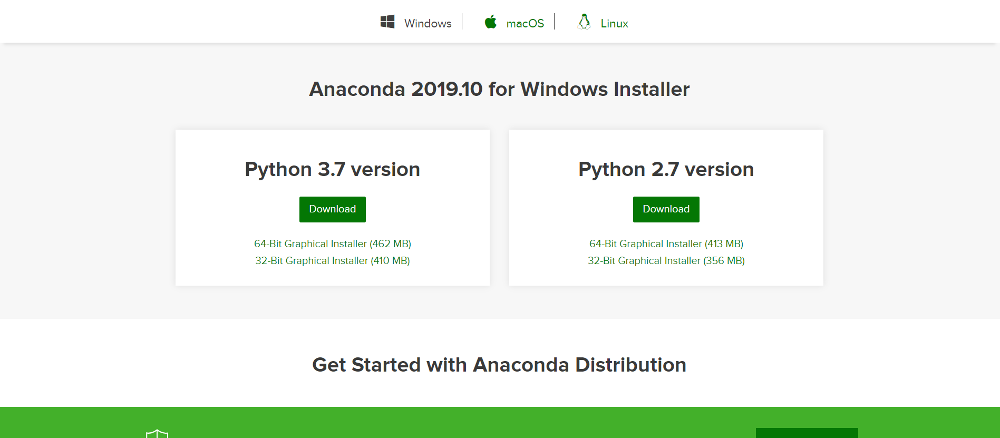 Windows macOS Linux
Anaconda 2019.10 for Windows Installer
Python 3.7 version
Download
64-Bit Graphical Installer (462 MB)
32-Bit Graphical Installer (410 MB)
Python 2.7 version
Download
64-Bit Graphical Installer (413 MB)
32-Bit Graphical Installer (356 MB)
Get Started with Anaconda Distribution